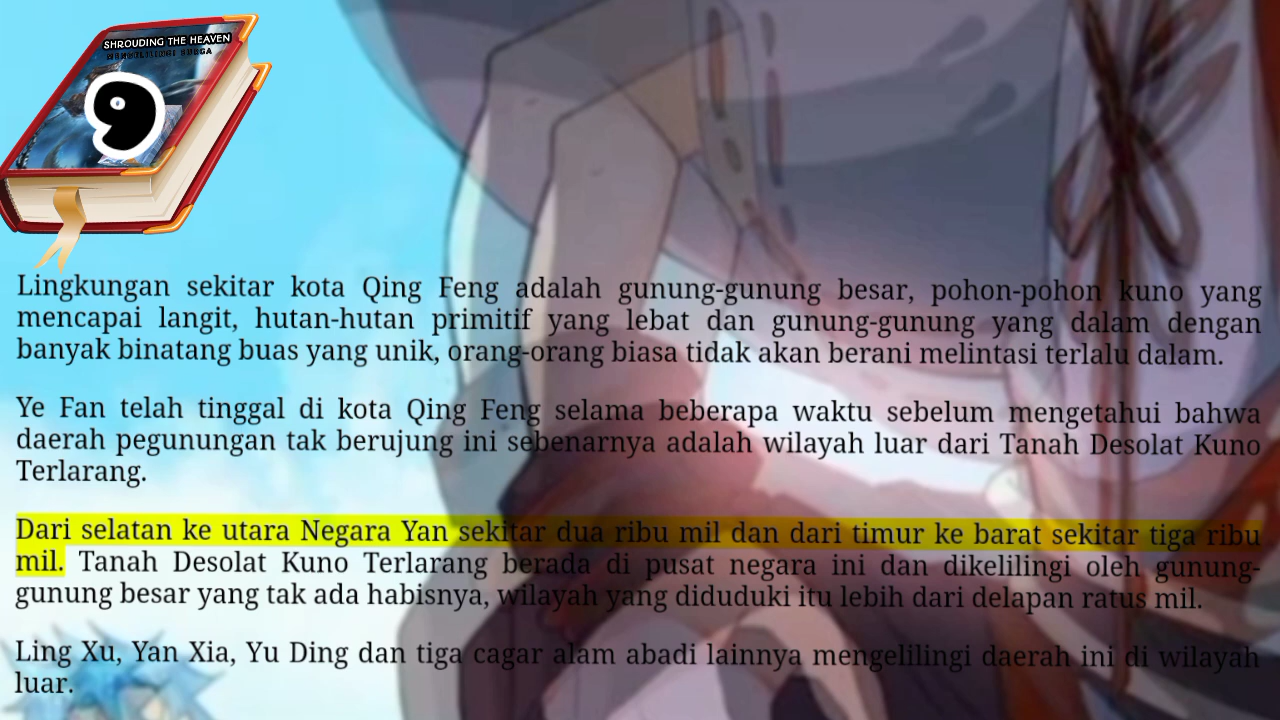 SHROUDING THE HEAVEN
9
Lingkungan sekitar kota Qing Feng adalah gunung-gunung besar, pohon-pohon kuno yang
mencapai langit, hutan-hutan primitif yang lebat dan gunung-gunung yang dalam dengan
banyak binatang buas yang unik, orang-orang biasa tidak akan berani melintasi terlalu dalam.
Ye Fan telah tinggal di kota Qing Feng selama beberapa waktu sebelum mengetahui bahwa
daerah pegunungan tak berujung ini sebenarnya adalah wilayah luar dari Tanah Desolat Kuno
Terlarang.
Dari selatan ke utara Negara Yan sekitar dua ribu mil dan dari timur ke barat sekitar tiga ribu
mil. Tanah Desolat Kuno Terlarang berada di pusat negara ini dan dikelilingi oleh gunung-
gunung besar yang tak ada habisnya, wilayah yang diduduki itu lebih dari delapan ratus mil.
Ling Xu, Yan Xia, Yu Ding dan tiga cagar alam abadi lainnya mengelilingi daerah ini di wilayah
luar.